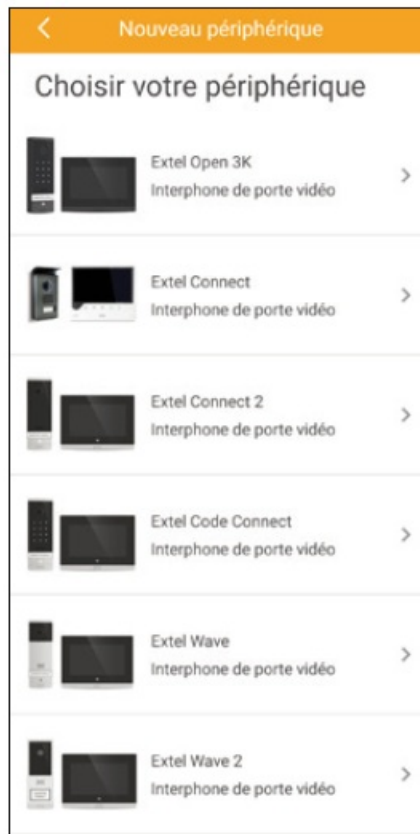 Nouveau périphérique
Choisir votre périphérique
Extel Open 3K
Interphone de porte vidéo
Extel Connect
Interphone de porte vidéo
Extel Connect 2
Interphone de porte vidéo
Extel Code Connect
Interphone de porte vidéo
Extel Wave
Interphone de porte vidéo
Extel Wave 2
Interphone de porte vidéo